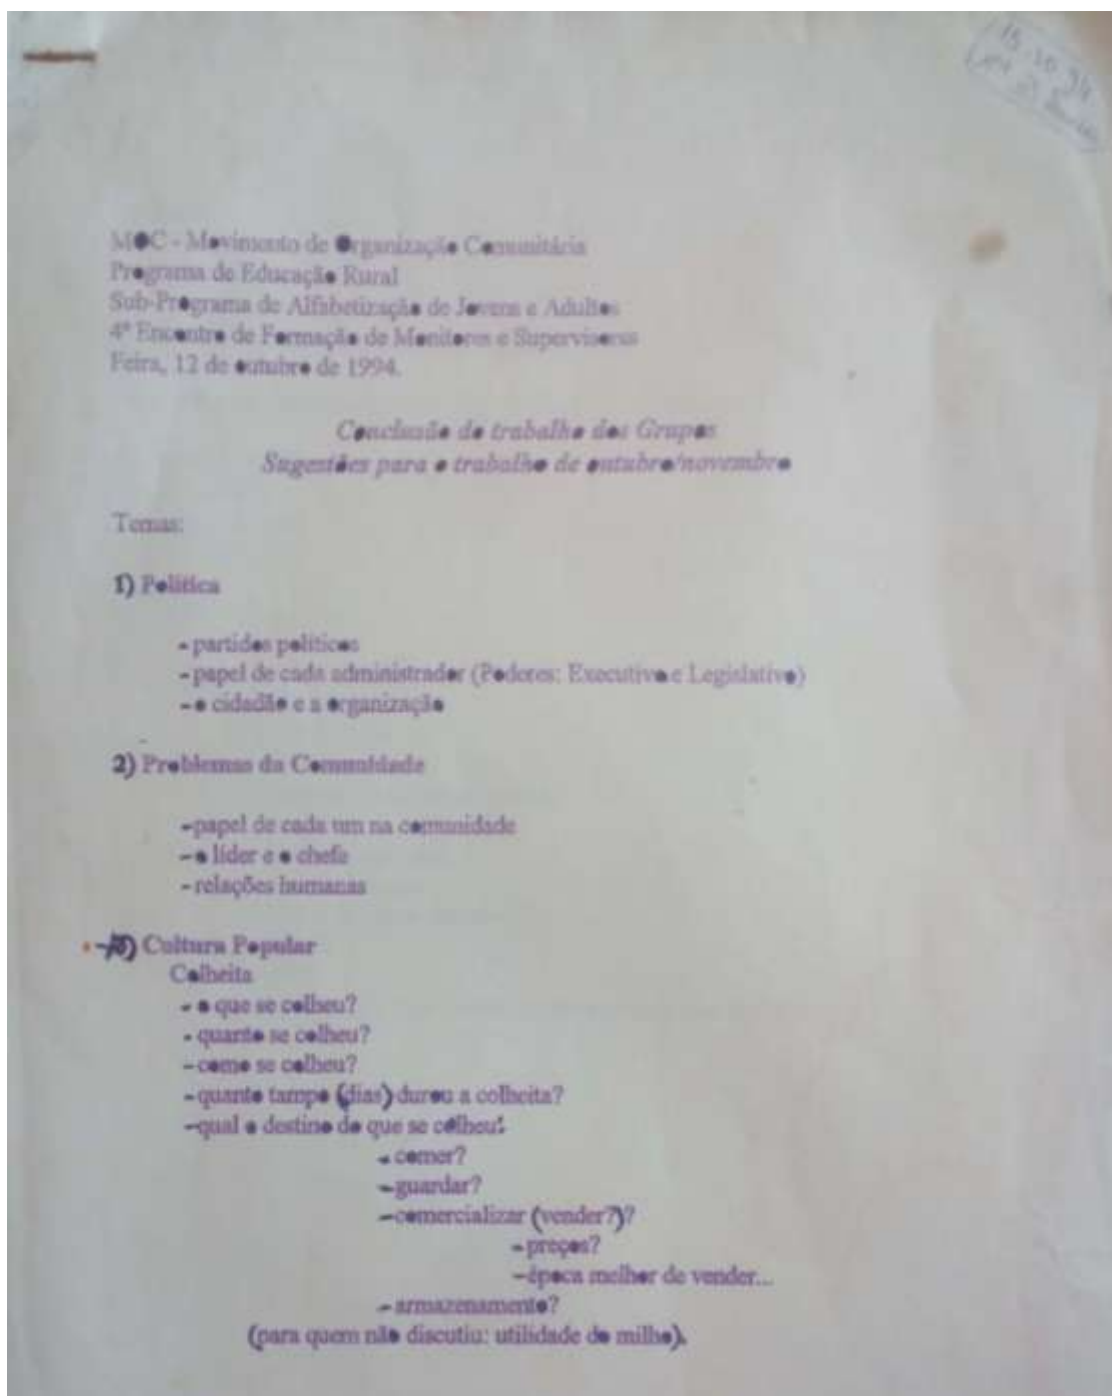 15.10.94
MOC - Movimento de Organização Comunitária
Programa de Educação Rural
Sub-Programa de Alfabetização de Jovens e Adultos
4º Encontro de Formação de Monitores e Supervisores
Feira, 12 de outubro de 1994.
Conclusão do trabalho dos Grupos
Sugestões para o trabalho de outubro/novembro
Temas:
1) Política
- partidos políticos
- papel de cada administrador (Poderes: Executivo e Legislativo)
- o cidadão e a organização
2) Problemas da Comunidade
- papel de cada um na comunidade
- o líder e o chefe
- relações humanas
3) Cultura Popular
Colheita
- o que se colheu?
- quanto se colheu?
- como se colheu?
- quanto tampo (dias) durou a colheita?
- qual o destino do que se colheu:
- comer?
- guardar?
- comercializar (vender?)?
- preços?
- época melhor de vender...
- armazenamento?
(para quem não discutiu: utilidade do milho).